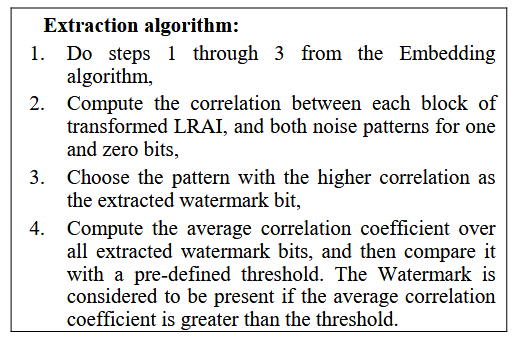 Extraction algorithm:
1. Do steps 1 through 3 from the Embedding
algorithm,
2. Compute the correlation between each block of
transformed LRAI, and both noise patterns for one
and zero bits,
3. Choose the pattern with the higher correlation as
the extracted watermark bit,
4. Compute the average correlation coefficient over
all extracted watermark bits, and then compare it
with a pre-defined threshold. The Watermark is
considered to be present if the average correlation
coefficient is greater than the threshold.